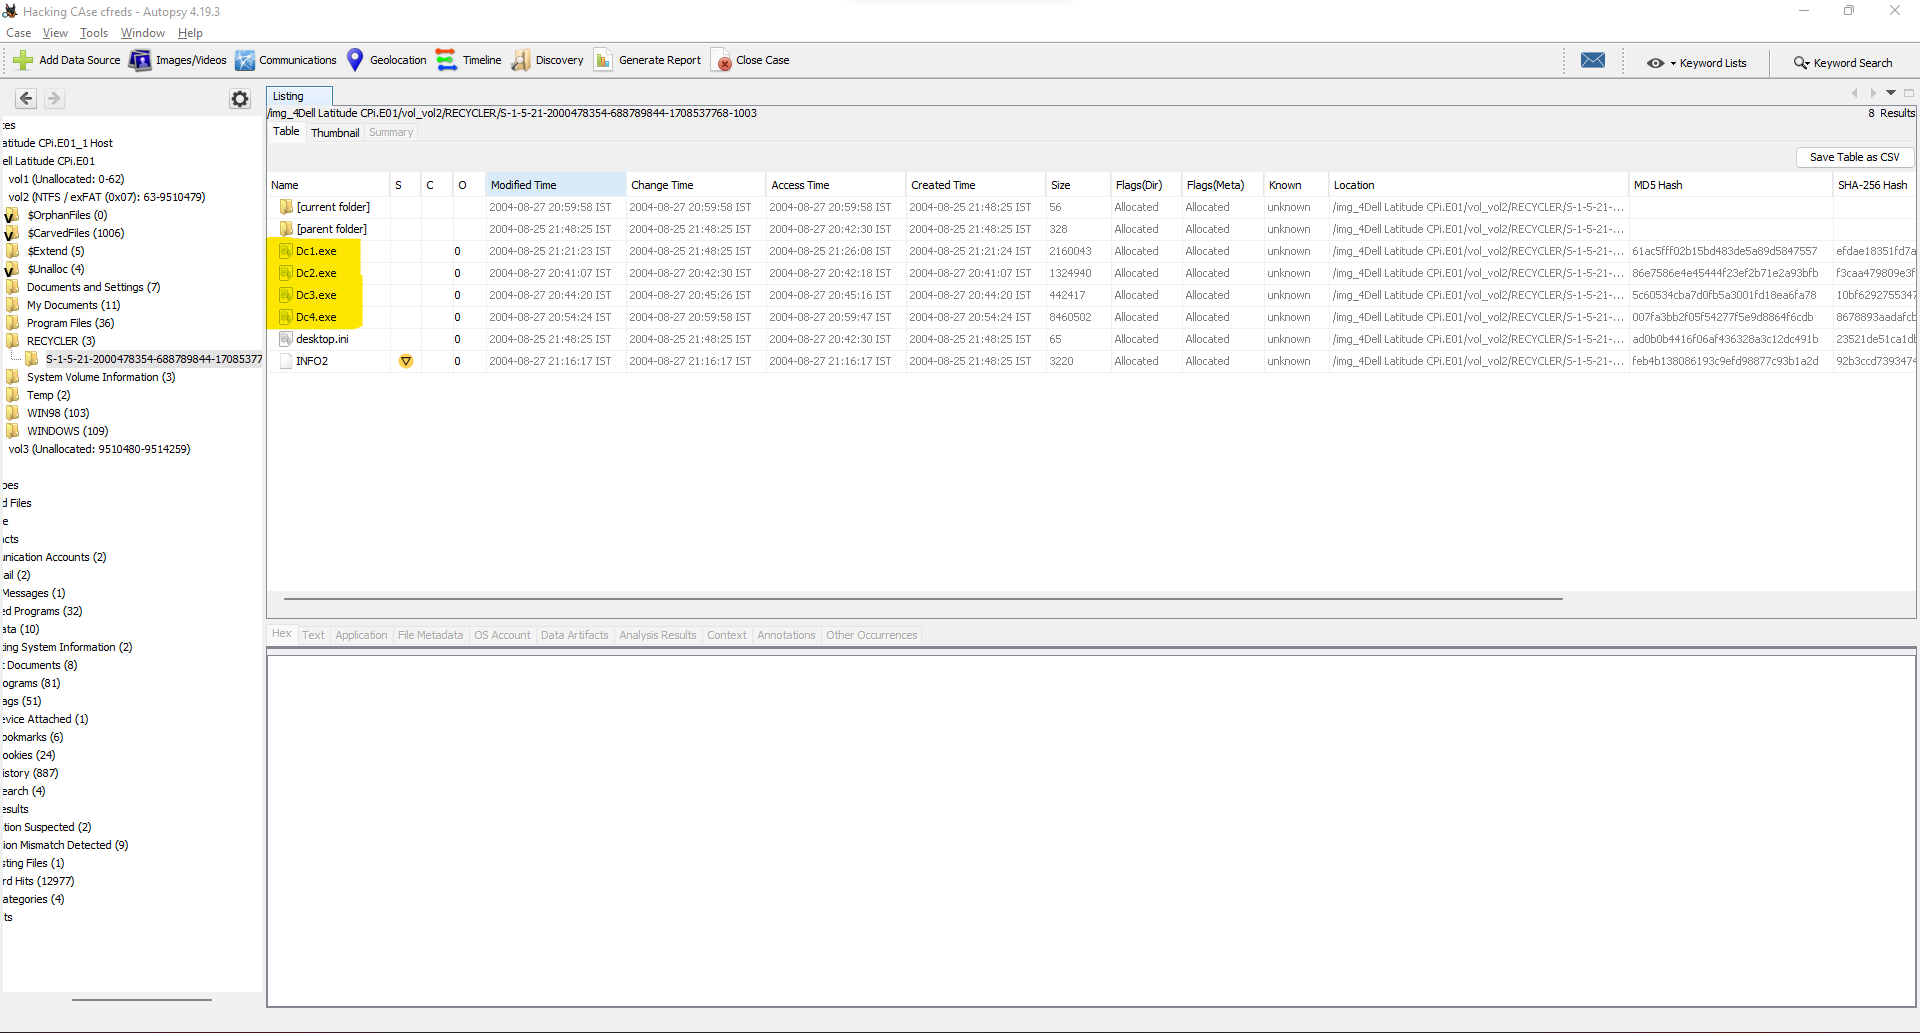 Hacking CAse cfreds - Autopsy 4.19.3
Case View Tools Window Help
Add Data Source Images/Videos Communications Geolocation Timeline Discovery Generate Report Close Case Keyword Lists Keyword Search
Listing
/img_4Dell Latitude CPi.E01/vol_vol2/RECYCLER/S-1-5-21-2000478354-688789844-1708537768-1003 8 Results
Table Thumbnail Summary
Save Table as CSV
Name S C O Modified Time Change Time Access Time Created Time Size Flags(Dir) Flags(Meta) Known Location MD5 Hash SHA-256 Hash
[current folder] 2004-08-27 20:59:58 IST 2004-08-27 20:59:58 IST 2004-08-27 20:59:58 IST 2004-08-25 21:48:25 IST 56 Allocated Allocated unknown /img_4Dell Latitude CPi.E01/vol_vol2/RECYCLER/S-1-5-21-...
[parent folder] 2004-08-25 21:48:25 IST 2004-08-25 21:48:25 IST 2004-08-27 20:42:30 IST 2004-08-25 21:48:25 IST 328 Allocated Allocated unknown /img_4Dell Latitude CPi.E01/vol_vol2/RECYCLER/S-1-5-21-...
Dc1.exe 0 2004-08-25 21:21:23 IST 2004-08-25 21:48:25 IST 2004-08-25 21:26:08 IST 2004-08-25 21:21:24 IST 2160043 Allocated Allocated unknown /img_4Dell Latitude CPi.E01/vol_vol2/RECYCLER/S-1-5-21-... 61ac5fff02b15bd483de5a89d5847557 efdae18351fd7a
Dc2.exe 0 2004-08-27 20:41:07 IST 2004-08-27 20:42:30 IST 2004-08-27 20:42:18 IST 2004-08-27 20:41:07 IST 1324940 Allocated Allocated unknown /img_4Dell Latitude CPi.E01/vol_vol2/RECYCLER/S-1-5-21-... 86e7586e4e45444f23ef2b71e2a93bfb f3caa479809e3f
Dc3.exe 0 2004-08-27 20:44:20 IST 2004-08-27 20:45:26 IST 2004-08-27 20:45:16 IST 2004-08-27 20:44:20 IST 442417 Allocated Allocated unknown /img_4Dell Latitude CPi.E01/vol_vol2/RECYCLER/S-1-5-21-... 5c60534cba7d0fb5a3001fd18ea6fa78 10bf6292755347
Dc4.exe 0 2004-08-27 20:54:24 IST 2004-08-27 20:59:58 IST 2004-08-27 20:59:47 IST 2004-08-27 20:54:24 IST 8460502 Allocated Allocated unknown /img_4Dell Latitude CPi.E01/vol_vol2/RECYCLER/S-1-5-21-... 007fa3bb2f05f54277f5e9d8864f6cdb 8678893aadafcb
desktop.ini 2004-08-25 21:48:25 IST 2004-08-25 21:48:25 IST 2004-08-27 20:42:30 IST 2004-08-25 21:48:25 IST 65 Allocated Allocated unknown /img_4Dell Latitude CPi.E01/vol_vol2/RECYCLER/S-1-5-21-... ad0b0b4416f06af436328a3c12dc491b 23521de51ca1db
INFO2 0 2004-08-27 21:16:17 IST 2004-08-27 21:16:17 IST 2004-08-27 21:16:17 IST 2004-08-25 21:48:25 IST 3220 Allocated Allocated unknown /img_4Dell Latitude CPi.E01/vol_vol2/RECYCLER/S-1-5-21-... feb4b138086193c9efd98877c93b1a2d 92b3ccd7393474
ces
atitude CPi.E01_1 Host
ell Latitude CPi.E01
vol1 (Unallocated: 0-62)
vol2 (NTFS / exFAT (0x07): 63-9510479)
$OrphanFiles (0)
$CarvedFiles (1006)
$Extend (5)
$Unalloc (4)
Documents and Settings (7)
My Documents (11)
Program Files (36)
RECYCLER (3)
S-1-5-21-2000478354-688789844-17085377
System Volume Information (3)
Temp (2)
WIN98 (103)
WINDOWS (109)
vol3 (Unallocated: 9510480-9514259)
pes
d Files
e
acts
unication Accounts (2)
ail (2)
Messages (1)
ed Programs (32)
ata (10)
ting System Information (2)
t Documents (8)
ograms (81)
ags (51)
evice Attached (1)
ookmarks (6)
ookies (24)
istory (887)
earch (4)
esults
tion Suspected (2)
ion Mismatch Detected (9)
sting Files (1)
rd Hits (12977)
ategories (4)
ts
Hex Text Application File Metadata OS Account Data Artifacts Analysis Results Context Annotations Other Occurrences